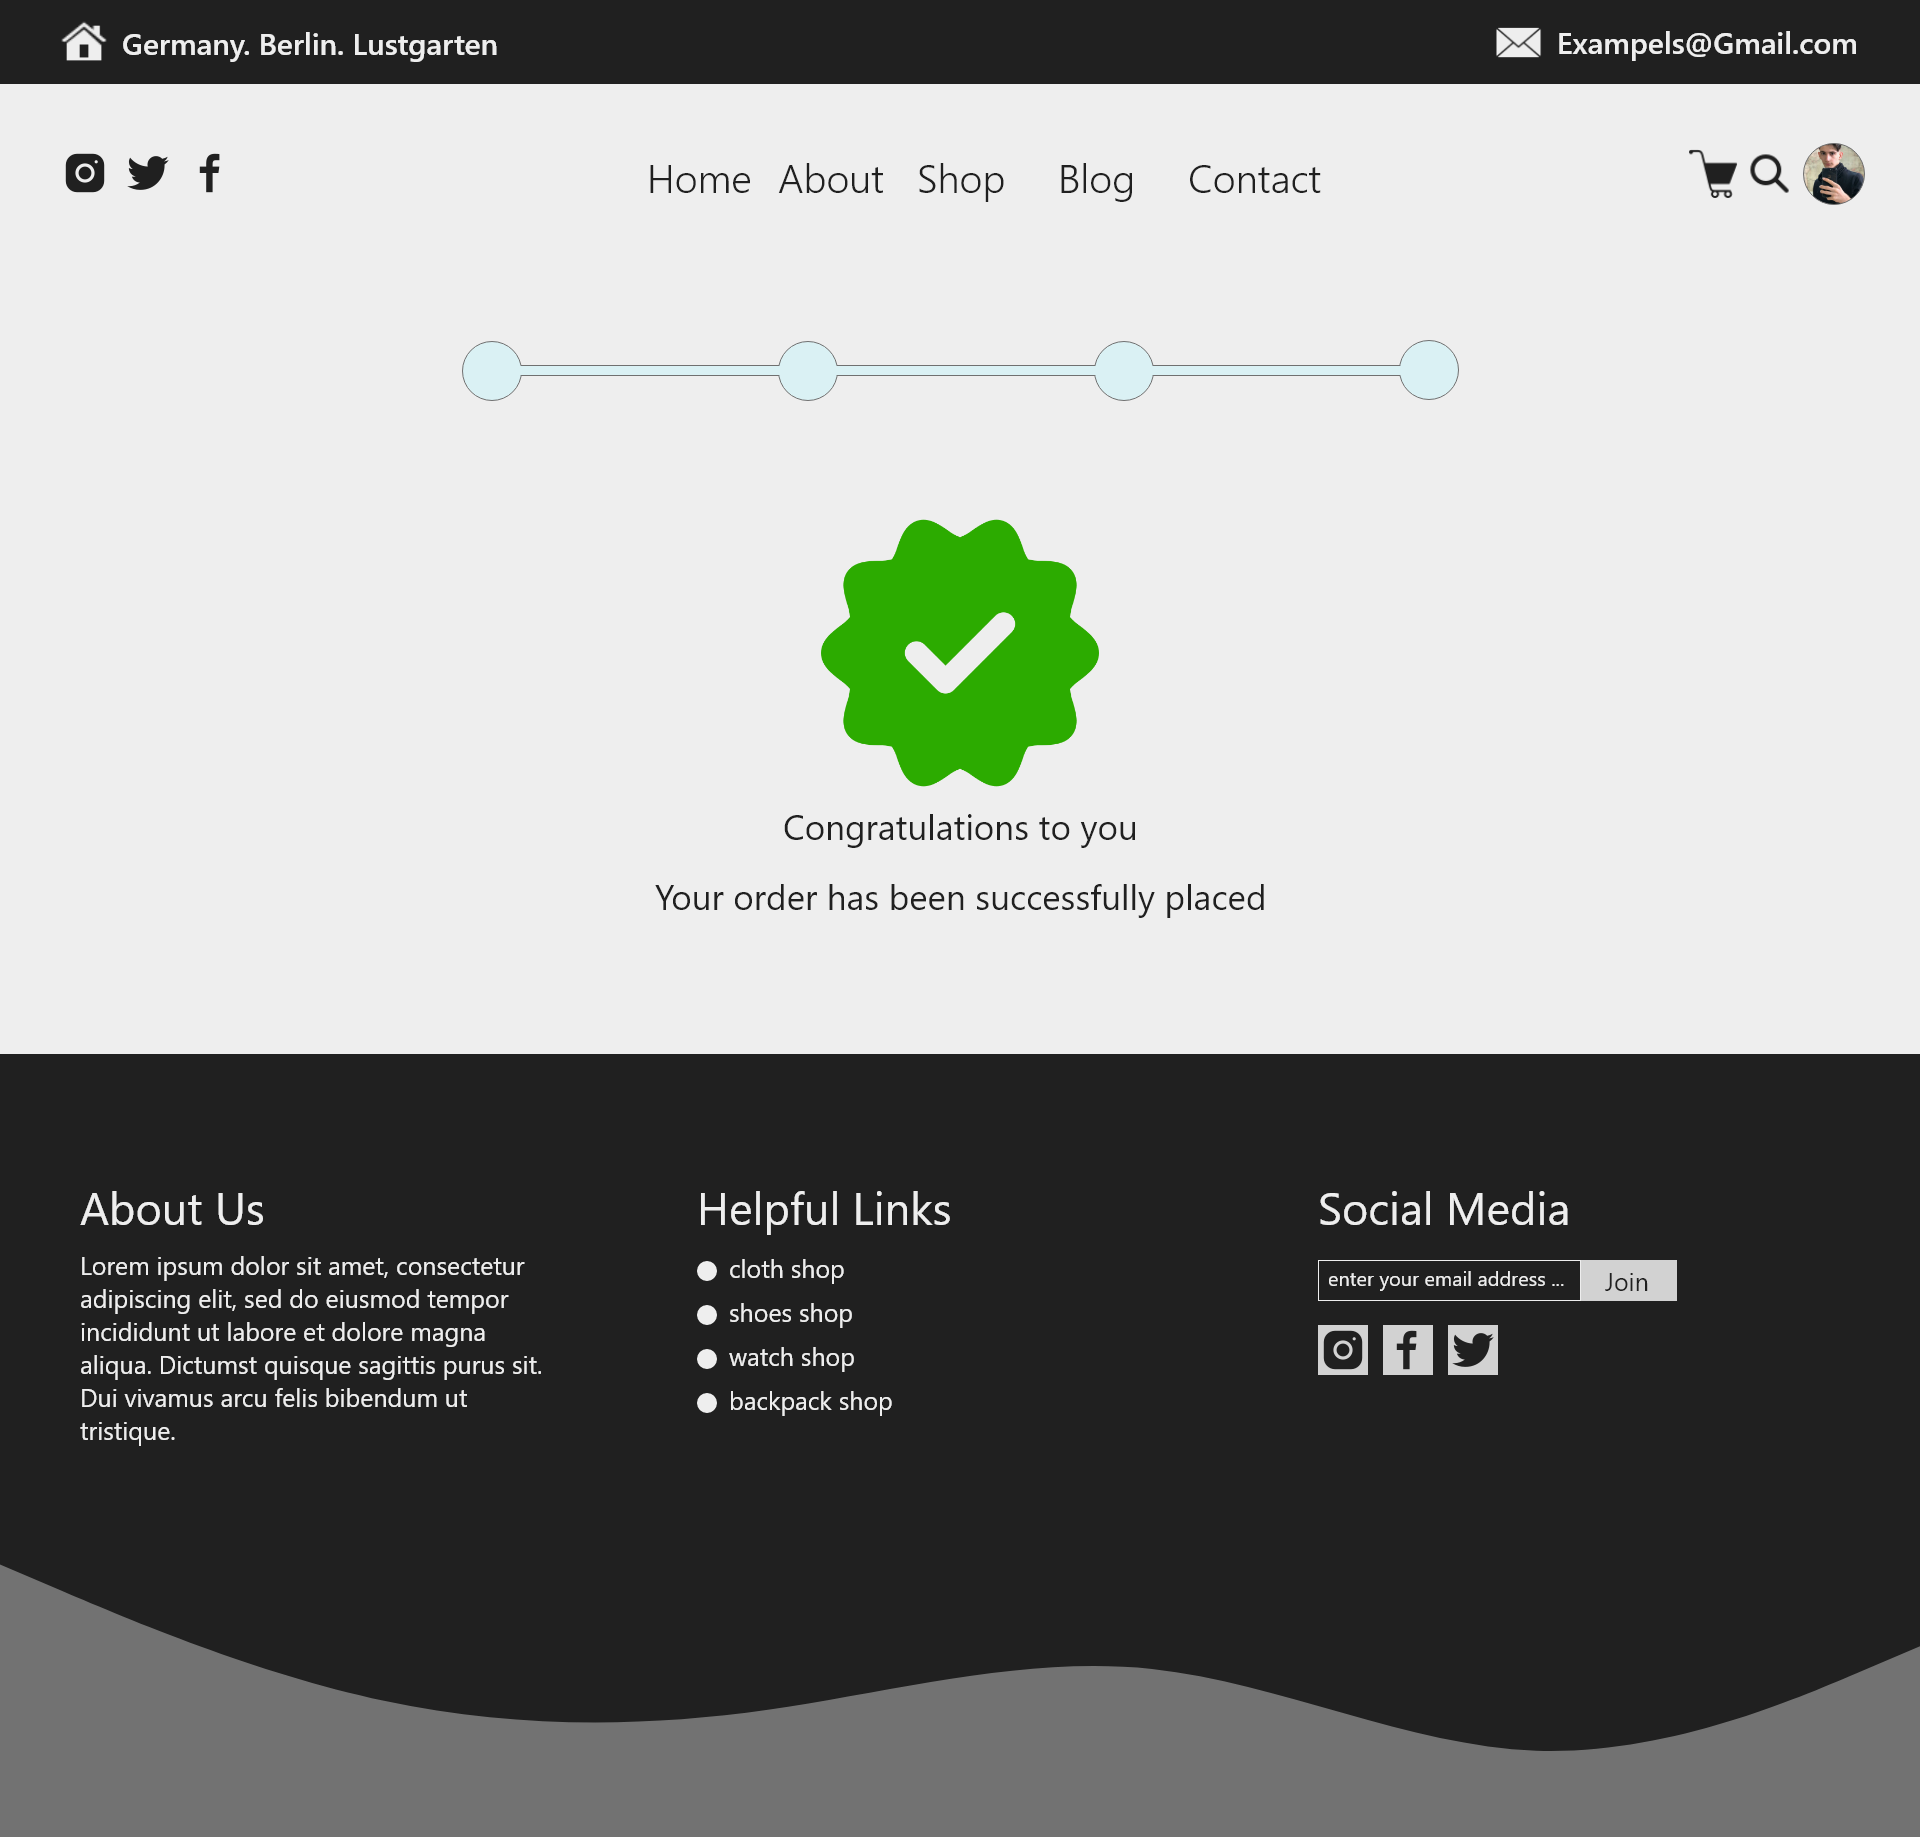 Germany. Berlin. Lustgarten
Exampels@Gmail.com
Home About Shop Blog Contact
Congratulations to you
Your order has been successfully placed
About Us
Lorem ipsum dolor sit amet, consectetur
adipiscing elit, sed do eiusmod tempor
incididunt ut labore et dolore magna
aliqua. Dictumst quisque sagittis purus sit.
Dui vivamus arcu felis bibendum ut
tristique.
Helpful Links
cloth shop
shoes shop
watch shop
backpack shop
Social Media
enter your email address ...
Join